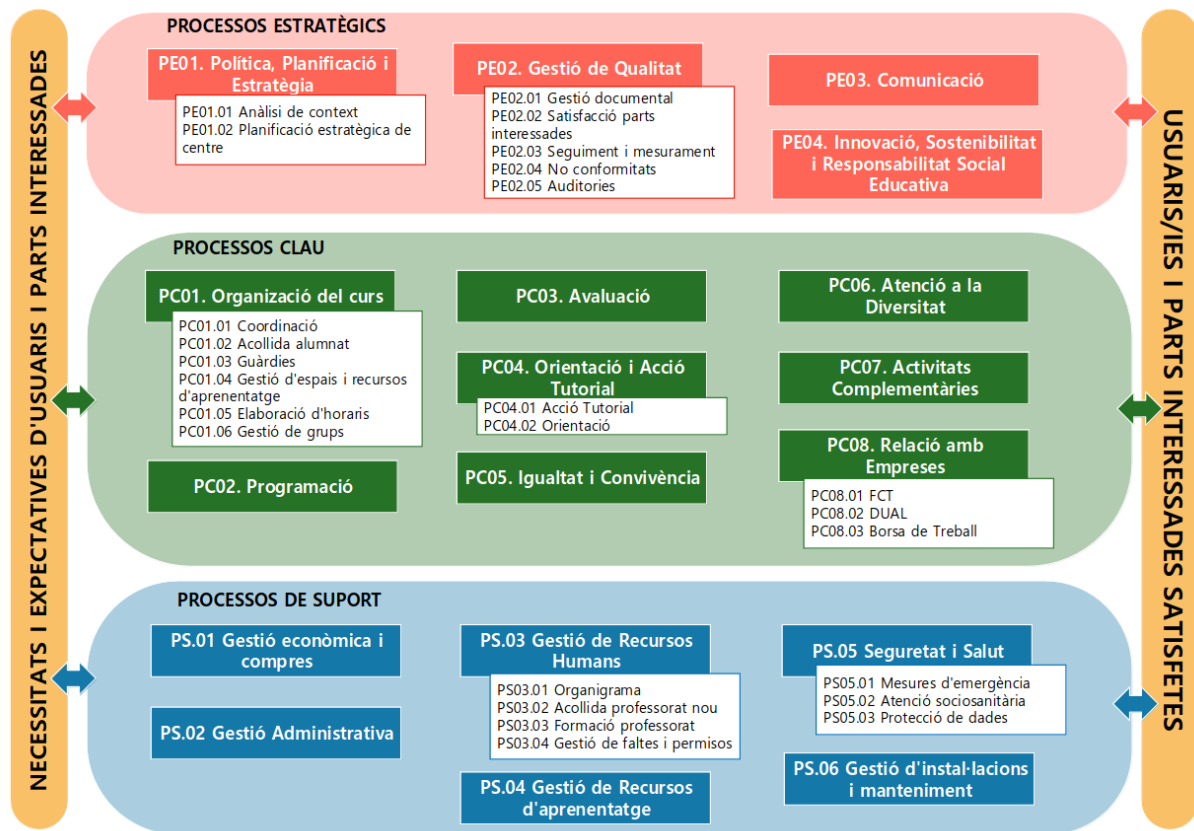 NECESSITATS I EXPECTATIVES D'USUARIS I PARTS INTERESSADES
PROCESSOS ESTRATÈGICS
PE01. Política, Planificació i
Estratègia
PE01.01 Anàlisi de context
PE01.02 Planificació estratègica de
centre
PE02. Gestió de Qualitat
PE02.01 Gestió documental
PE02.02 Satisfacció parts
interessades
PE02.03 Seguiment i mesurament
PE02.04 No conformitats
PE02.05 Auditories
PE03. Comunicació
PE04. Innovació, Sostenibilitat
i Responsabilitat Social
Educativa
PROCESSOS CLAU
PC01. Organizació del curs
PC01.01 Coordinació
PC01.02 Acollida alumnat
PC01.03 Guàrdies
PC01.04 Gestió d'espais i recursos
d'aprenentatge
PC01.05 Elaboració d'horaris
PC01.06 Gestió de grups
PC02. Programació
PC03. Avaluació
PC04. Orientació i Acció
Tutorial
PC04.01 Acció Tutorial
PC04.02 Orientació
PC05. Igualtat i Convivència
PC06. Atenció a la
Diversitat
PC07. Activitats
Complementàries
PC08. Relació amb
Empreses
PC08.01 FCT
PC08.02 DUAL
PC08.03 Borsa de Treball
PROCESSOS DE SUPORT
PS.01 Gestió econòmica i
compres
PS.02 Gestió Administrativa
PS.03 Gestió de Recursos
Humans
PS03.01 Organigrama
PS03.02 Acollida professorat nou
PS03.03 Formació professorat
PS03.04 Gestió de faltes i permisos
PS.04 Gestió de Recursos
d'aprenentatge
PS.05 Seguretat i Salut
PS05.01 Mesures d'emergència
PS05.02 Atenció sociosanitària
PS05.03 Protecció de dades
PS.06 Gestió d'instal·lacions
i manteniment
USUARIS/IES I PARTS INTERESSADES SATISFETES